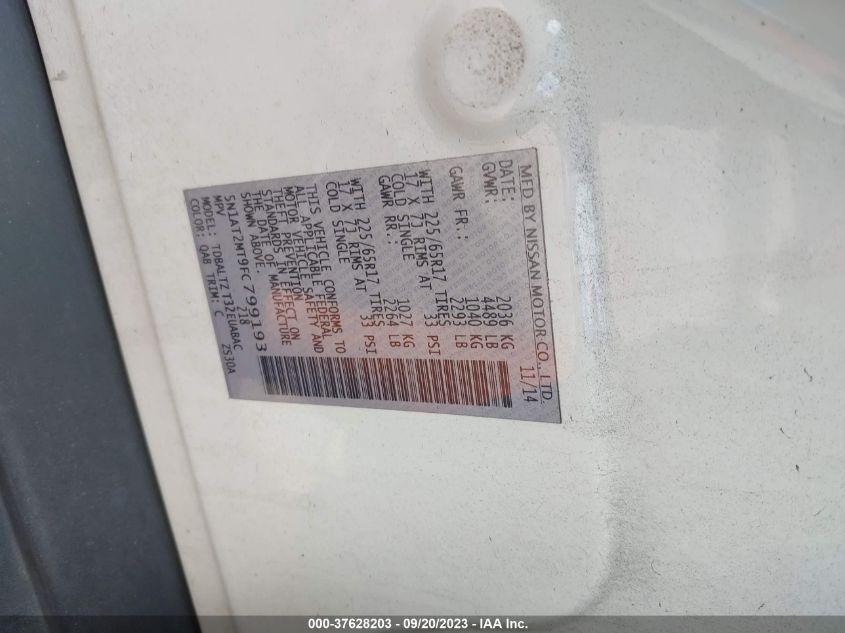 MFD BY NISSAN MOTOR CO., LTD.
DATE: 11/14
GVWR: 2036 KG
4489 LB
GAWR FR.: 1040 KG
2293 LB
WITH 225/65R17 TIRES
17 X 7J RIMS AT 33 PSI
COLD SINGLE
GAWR RR.: 1027 KG
2264 LB
WITH 225/65R17 TIRES
17 X 7J RIMS AT 33 PSI
COLD SINGLE
THIS VEHICLE CONFORMS TO
ALL APPLICABLE FEDERAL
MOTOR VEHICLE SAFETY AND
THEFT PREVENTION
STANDARDS IN EFFECT ON
THE DATE OF MANUFACTURE
SHOWN ABOVE.
5N1AT2MT9FC799193
MPV 218
MODEL: TDBALTZ T32EUABAC
COLOR: QAB TRIM: C 2S30A
000-37628203 - 09/20/2023 - IAA Inc.